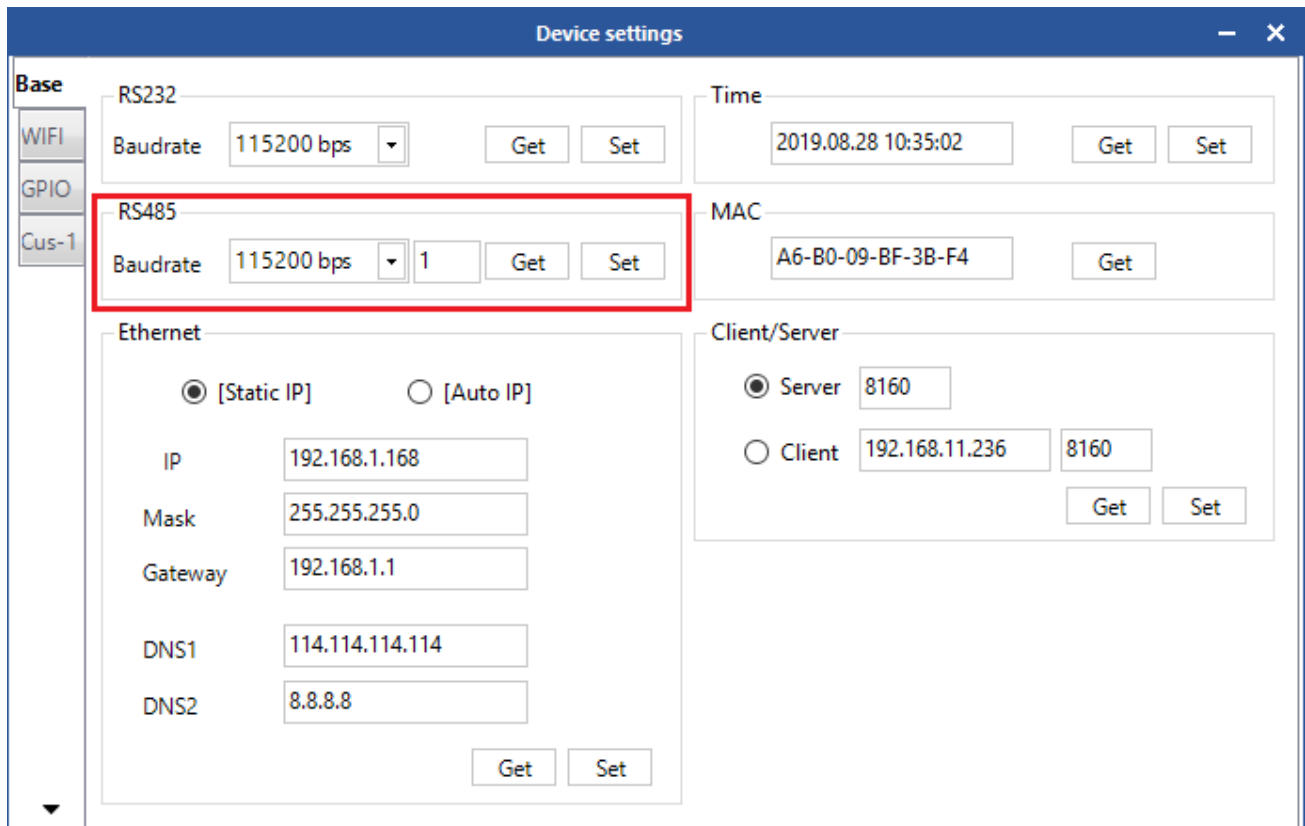 Device settings
Base
WIFI
GPIO
Cus-1
RS232
Baudrate 115200 bps Get Set
RS485
Baudrate 115200 bps 1 Get Set
Ethernet
[Static IP] [Auto IP]
IP 192.168.1.168
Mask 255.255.255.0
Gateway 192.168.1.1
DNS1 114.114.114.114
DNS2 8.8.8.8
Get Set
Time
2019.08.28 10:35:02 Get Set
MAC
A6-B0-09-BF-3B-F4 Get
Client/Server
Server 8160
Client 192.168.11.236 8160
Get Set